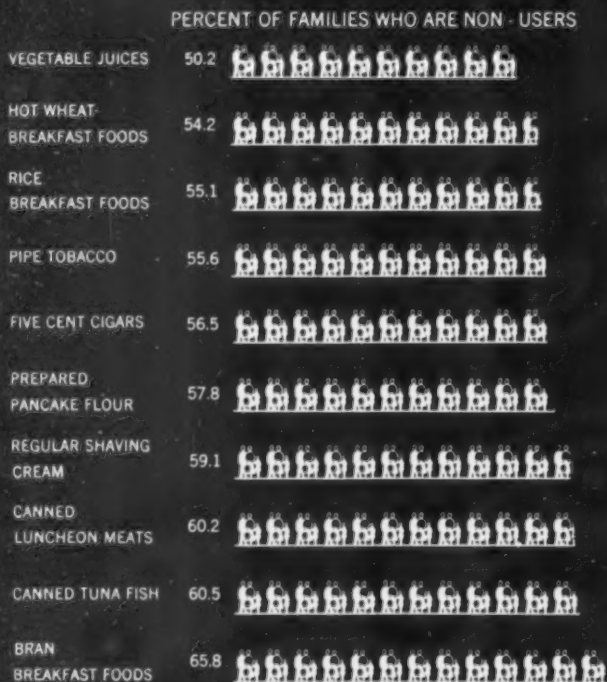 PERCENT OF FAMILIES WHO ARE NON - USERS
VEGETABLE JUICES 50.2
HOT WHEAT-
BREAKFAST FOODS 54.2
RICE
BREAKFAST FOODS 55.1
PIPE TOBACCO 55.6
FIVE CENT CIGARS 56.5
PREPARED
PANCAKE FLOUR 57.8
REGULAR SHAVING
CREAM 59.1
CANNED
LUNCHEON MEATS 60.2
CANNED TUNA FISH 60.5
BRAN
BREAKFAST FOODS 65.8